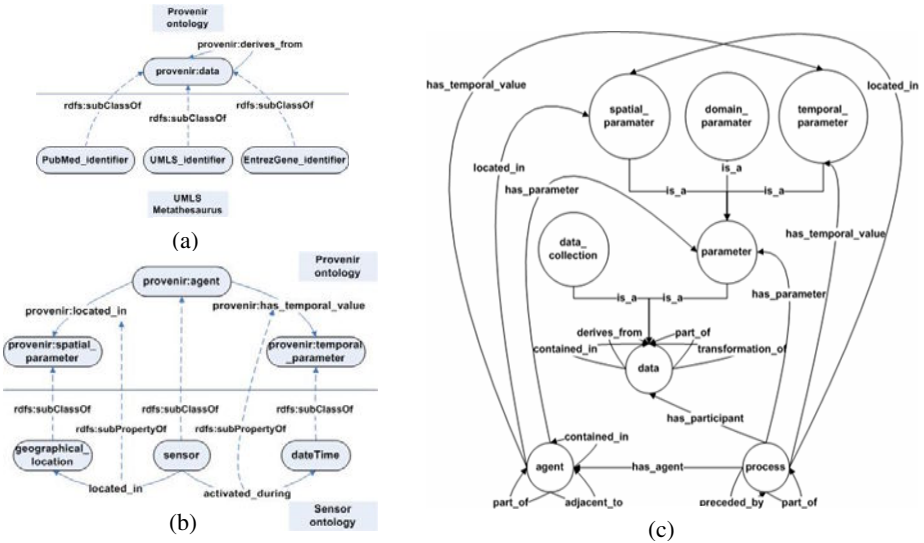 Provenir
ontology
provenir:derives_from
provenir:data
rdfs:subClassOf
rdfs:subClassOf
rdfs:subClassOf
PubMed_identifier
UMLS_identifier
EntrezGene_identifier
UMLS
Metathesaurus
(a)
Provenir
ontology
provenir:agent
provenir:located_in
provenir:has_temporal_value
provenir:spatial_
parameter
provenir:temporal
_parameter
rdfs:subClassOf
rdfs:subClassOf
rdfs:subClassOf
rdfs:subPropertyOf
rdfs:subPropertyOf
geographical_
location
sensor
dateTime
located_in
activated_during
Sensor
ontology
(b)
has_temporal_value
located_in
spatial_
paramater
domain_
paramater
temporal_
parameter
located_in
has_parameter
is_a
is_a
is_a
has_temporal_value
data_
collection
parameter
has_parameter
is_a
is_a
derives_from
part_of
contained_in
transformation_of
data
has_participant
contained_in
agent
has_agent
process
part_of
adjacent_to
preceded_by
part_of
(c)